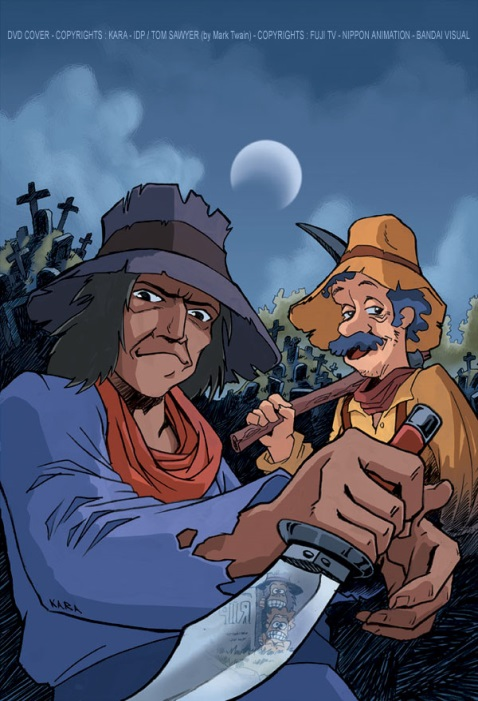 DVD COVER - COPYRIGHTS : KARA - IDP / TOM SAWYER (by Mark Twain) - COPYRIGHTS : FUJI TV - NIPPON ANIMATION - BANDAI VISUAL
KARA